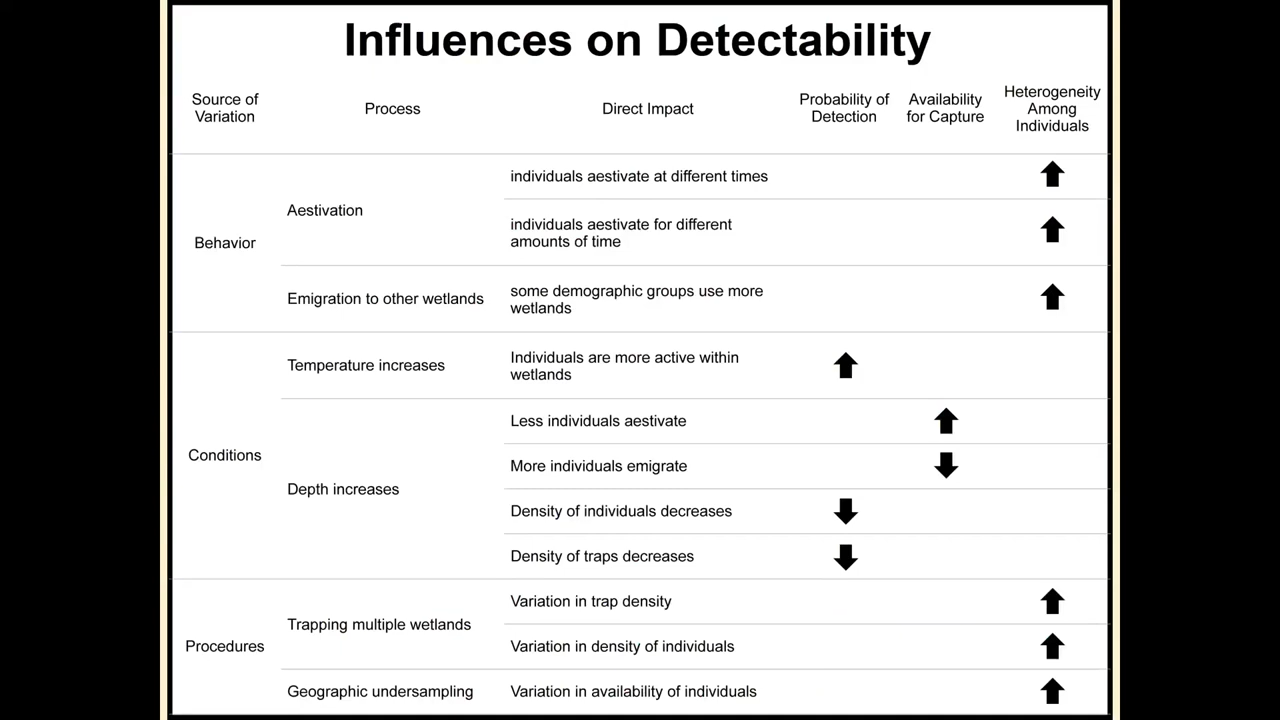 Influences on Detectability
Source of
Variation
Process
Direct Impact
Probability of
Detection
Availability
for Capture
Heterogeneity
Among
Individuals
Behavior
Aestivation
individuals aestivate at different times
individuals aestivate for different
amounts of time
Emigration to other wetlands
some demographic groups use more
wetlands
Conditions
Temperature increases
Individuals are more active within
wetlands
Depth increases
Less individuals aestivate
More individuals emigrate
Density of individuals decreases
Density of traps decreases
Procedures
Trapping multiple wetlands
Variation in trap density
Variation in density of individuals
Geographic undersampling
Variation in availability of individuals